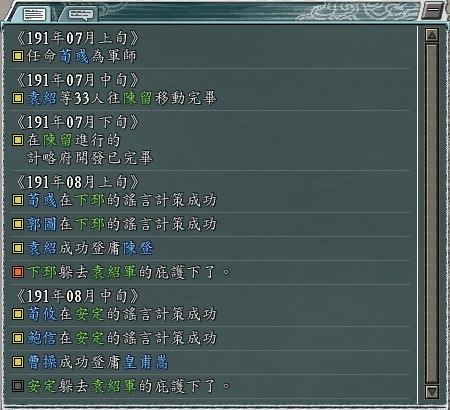 《191年07月上旬》
任命荀彧為軍師
《191年07月中旬》
袁紹等33人往陳留移動完畢
《191年07月下旬》
在陳留進行的
計略府開發已完畢
《191年08月上旬》
荀彧在下邳的謠言計策成功
郭圖在下邳的謠言計策成功
袁紹成功登庸陳登
下邳躲去袁紹軍的庇護下了。
《191年08月中旬》
荀攸在安定的謠言計策成功
鮑信在安定的謠言計策成功
曹操成功登庸皇甫嵩
安定躲去袁紹軍的庇護下了。